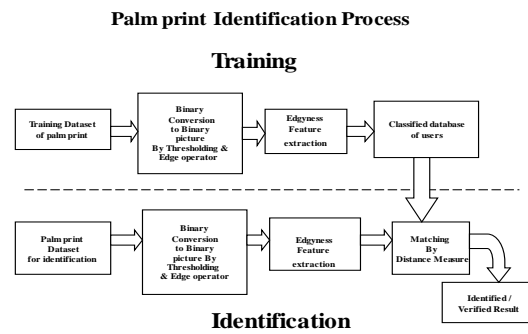 Palm print Identification Process
Training
Training Dataset
of palm print
Binary
Conversion
to Binary
picture
By Thresholding &
Edge operator
Edgyness
Feature
extraction
Classified database
of users
Palm print
Dataset
for identification
Binary
Conversion
to Binary
picture By
Thresholding
& Edge operator
Edgyness
Feature
extraction
Matching
By
Distance Measure
Identified /
Verified Result
Identification